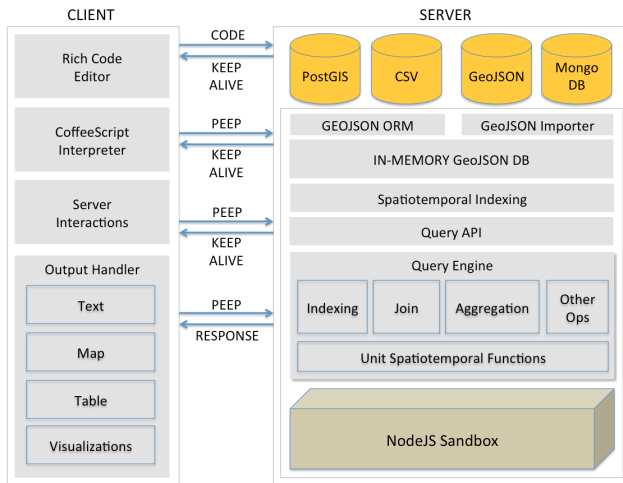 CLIENT
Rich Code
Editor
CoffeeScript
Interpreter
Server
Interactions
Output Handler
Text
Map
Table
Visualizations
CODE
KEEP
ALIVE
PEEP
KEEP
ALIVE
PEEP
KEEP
ALIVE
PEEP
RESPONSE
SERVER
PostGIS
CSV
GeoJSON
Mongo
DB
GEOJSON ORM
GeoJSON Importer
IN-MEMORY GeoJSON DB
Spatiotemporal Indexing
Query API
Query Engine
Indexing
Join
Aggregation
Other
Ops
Unit Spatiotemporal Functions
NodeJS Sandbox